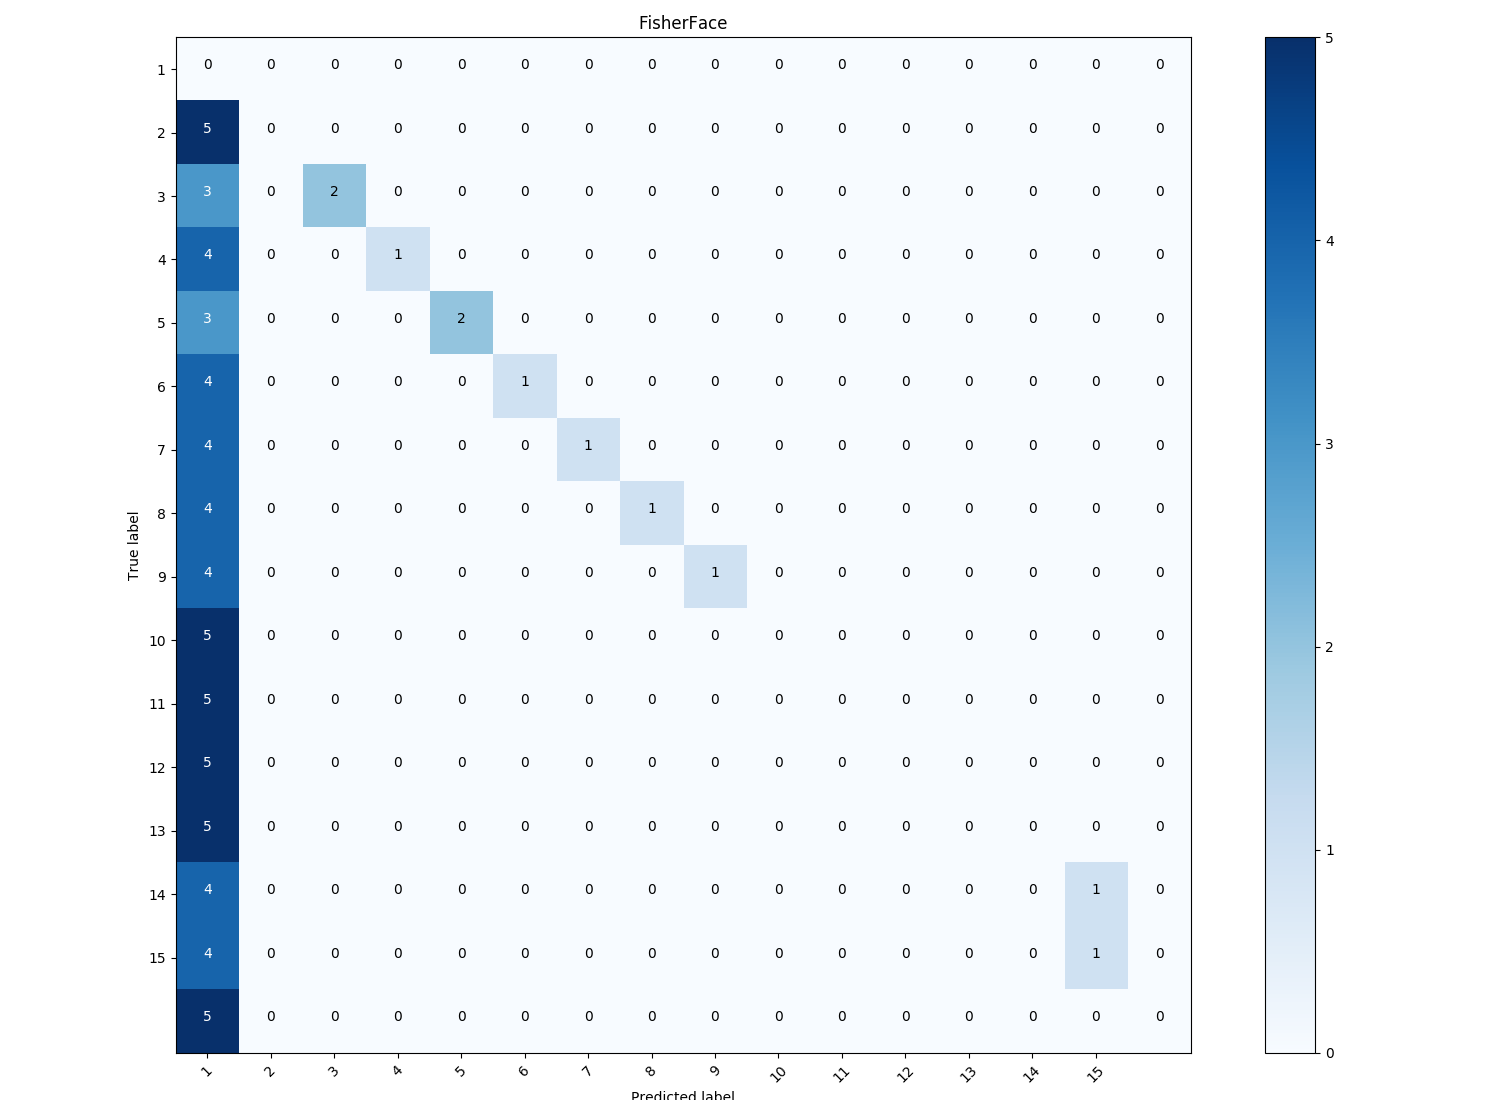 FisherFace
1 0 0 0 0 0 0 0 0 0 0 0 0 0 0 0 0
2 5 0 0 0 0 0 0 0 0 0 0 0 0 0 0 0
3 3 0 2 0 0 0 0 0 0 0 0 0 0 0 0 0
4 4 0 0 1 0 0 0 0 0 0 0 0 0 0 0 0
5 3 0 0 0 2 0 0 0 0 0 0 0 0 0 0 0
6 4 0 0 0 0 1 0 0 0 0 0 0 0 0 0 0
7 4 0 0 0 0 0 1 0 0 0 0 0 0 0 0 0
8 4 0 0 0 0 0 0 1 0 0 0 0 0 0 0 0
9 4 0 0 0 0 0 0 0 1 0 0 0 0 0 0 0
10 5 0 0 0 0 0 0 0 0 0 0 0 0 0 0 0
11 5 0 0 0 0 0 0 0 0 0 0 0 0 0 0 0
12 5 0 0 0 0 0 0 0 0 0 0 0 0 0 0 0
13 5 0 0 0 0 0 0 0 0 0 0 0 0 0 0 0
14 4 0 0 0 0 0 0 0 0 0 0 0 0 0 1 0
15 4 0 0 0 0 0 0 0 0 0 0 0 0 0 1 0
5 0 0 0 0 0 0 0 0 0 0 0 0 0 0 0
1 2 3 4 5 6 7 8 9 10 11 12 13 14 15
True label
Predicted label
5
4
3
2
1
0